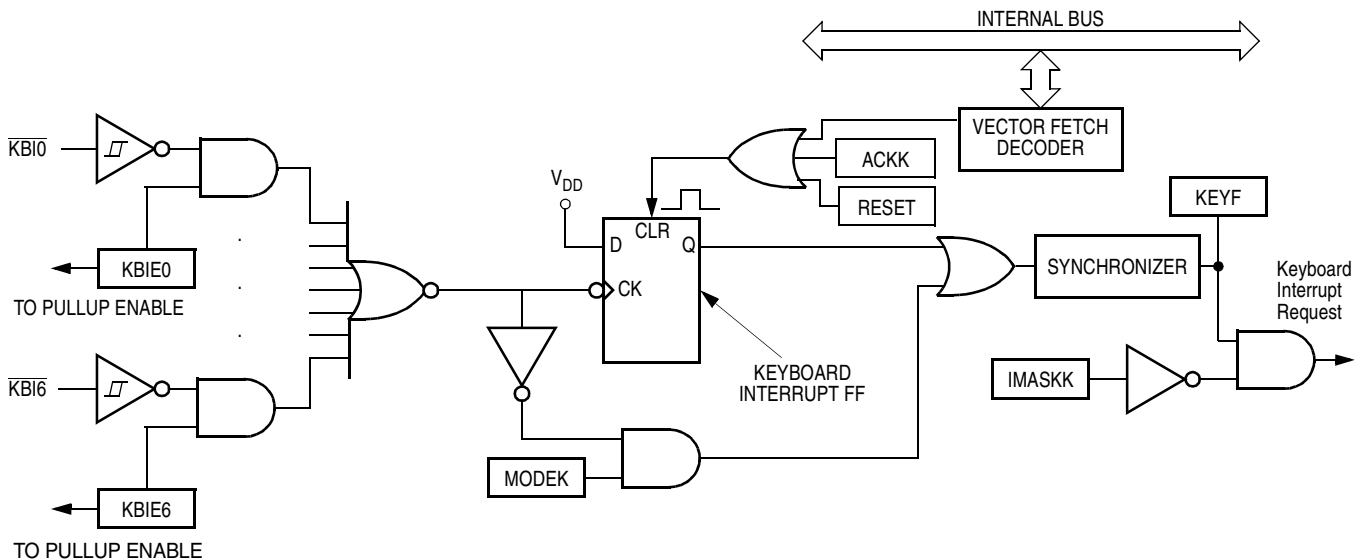 INTERNAL BUS
VECTOR FETCH
DECODER
ACKK
RESET
KBI0
KBIE0
TO PULLUP ENABLE
KBI6
KBIE6
TO PULLUP ENABLE
VDD
D
CLR
Q
CK
KEYBOARD
INTERRUPT FF
MODEK
SYNCHRONIZER
KEYF
IMASKK
Keyboard
Interrupt
Request